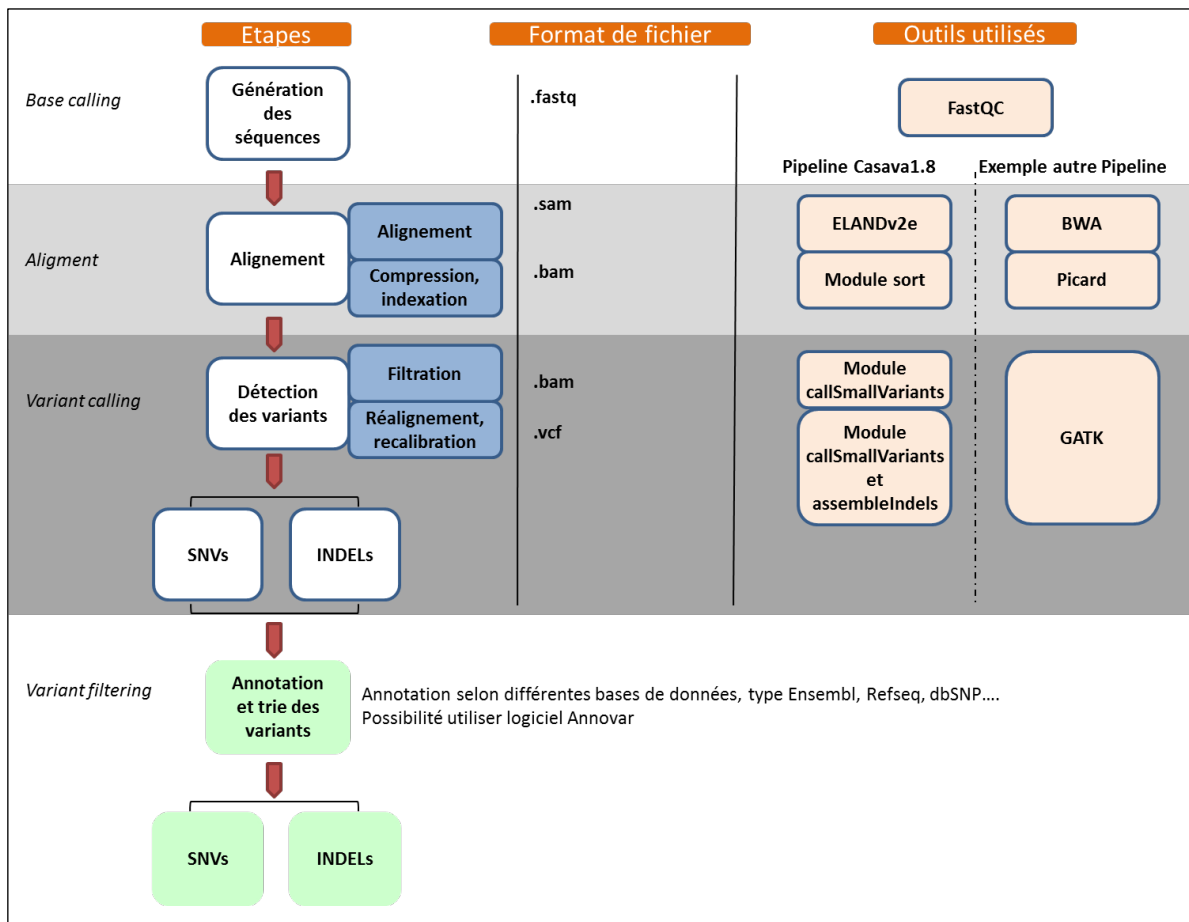 Etapes
Format de fichier
Outils utilisés
Base calling
Génération
des
séquences
.fastq
FastQC
Pipeline Casava1.8
Exemple autre Pipeline
Aligment
Alignement
Alignement
Compression,
indexation
.sam
.bam
ELANDv2e
Module sort
BWA
Picard
Variant calling
Détection
des variants
Filtration
Réalignement,
recalibration
.bam
.vcf
Module
callSmallVariants
Module
callSmallVariants
et
assembleIndels
GATK
SNVs
INDELs
Variant filtering
Annotation
et trie des
variants
Annotation selon différentes bases de données, type Ensembl, Refseq, dbSNP....
Possibilité utiliser logiciel Annovar
SNVs
INDELs